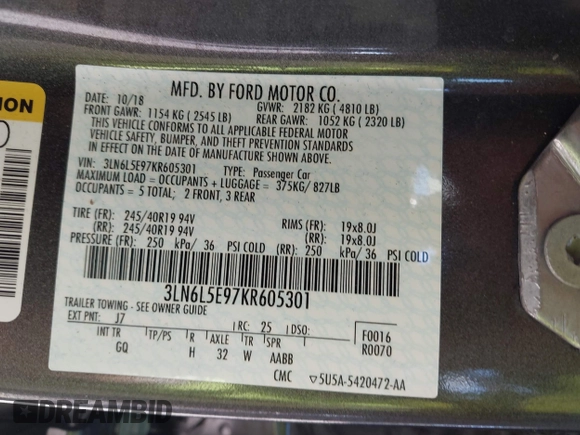 MFD. BY FORD MOTOR CO.
DATE: 10/18 GVWR: 2182 KG ( 4810 LB)
FRONT GAWR: 1154 KG ( 2545 LB) REAR GAWR: 1052 KG ( 2320 LB)
THIS VEHICLE CONFORMS TO ALL APPLICABLE FEDERAL MOTOR
VEHICLE SAFETY, BUMPER, AND THEFT PREVENTION STANDARDS
IN EFFECT ON THE DATE OF MANUFACTURE SHOWN ABOVE.
VIN: 3LN6L5E97KR605301 TYPE: Passenger Car
MAXIMUM LOAD = OCCUPANTS + LUGGAGE = 375KG/827LB
OCCUPANTS = 5 TOTAL; 2 FRONT, 3 REAR
TIRE (FR): 245/40R19 94V RIMS (FR): 19x8.0J
(RR): 245/40R19 94V (RR): 19x8.0J
PRESSURE (FR): 250 kPa/ 36 PSI COLD (RR) 250 kPa/ 36 PSI COLD
3LN6L5E97KR605301
TRAILER TOWING - SEE OWNER GUIDE
EXT PNT: J7 RC: 25 DSO:
INT TR TP/PS R AXLE TR SPR
GQ H 32 W AABB
F0016
R0070
CMC ▽5U5A-5420472-AA
DREAMBID